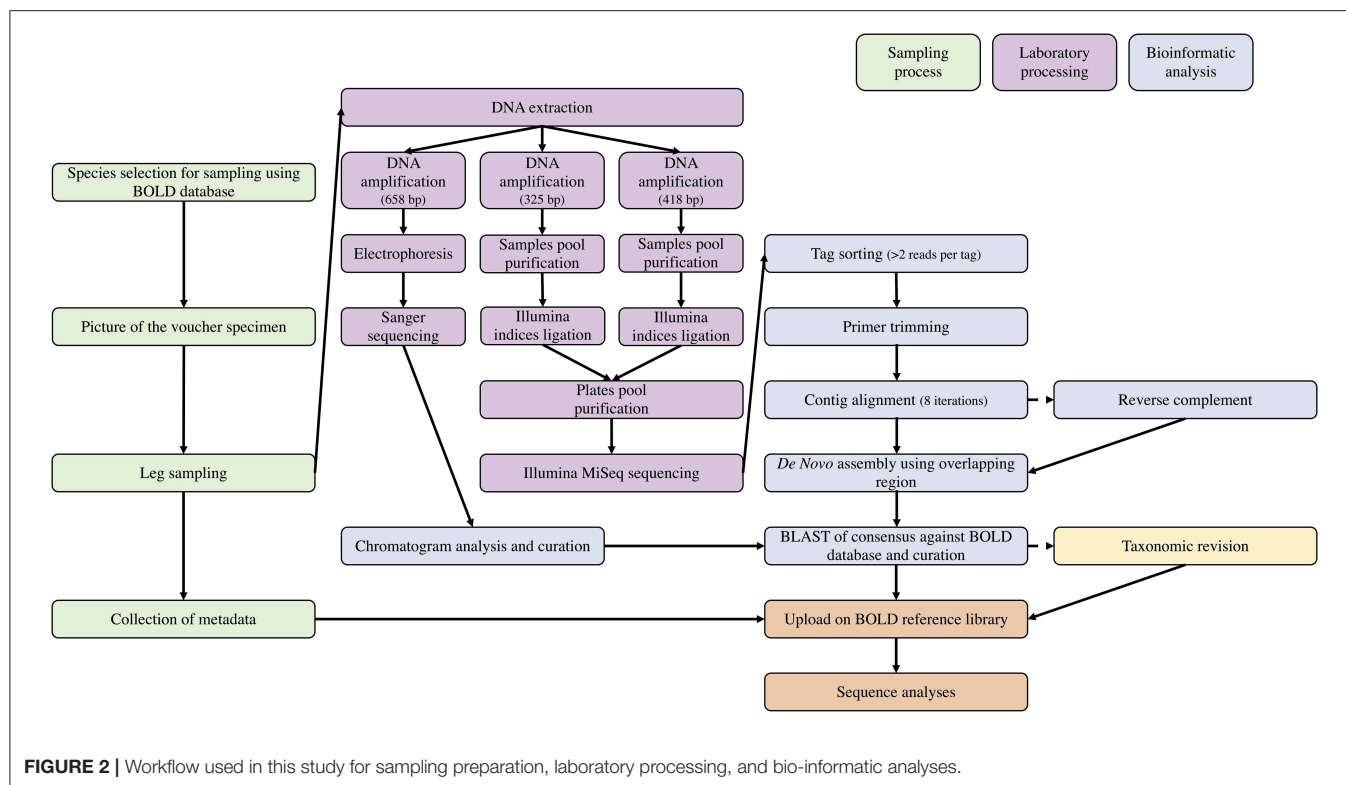 Sampling
process
Laboratory
processing
Bioinformatic
analysis
DNA extraction
Species selection for sampling using
BOLD database
DNA
amplification
(658 bp)
DNA
amplification
(325 bp)
DNA
amplification
(418 bp)
Electrophoresis
Samples pool
purification
Samples pool
purification
Tag sorting (>2 reads per tag)
Picture of the voucher specimen
Sanger
sequencing
Illumina
indices ligation
Illumina
indices ligation
Primer trimming
Plates pool
purification
Contig alignment (8 iterations)
Reverse complement
Leg sampling
Illumina MiSeq sequencing
De Novo assembly using overlapping
region
Chromatogram analysis and curation
BLAST of consensus against BOLD
database and curation
Taxonomic revision
Collection of metadata
Upload on BOLD reference library
Sequence analyses
FIGURE 2 | Workflow used in this study for sampling preparation, laboratory processing, and bio-informatic analyses.